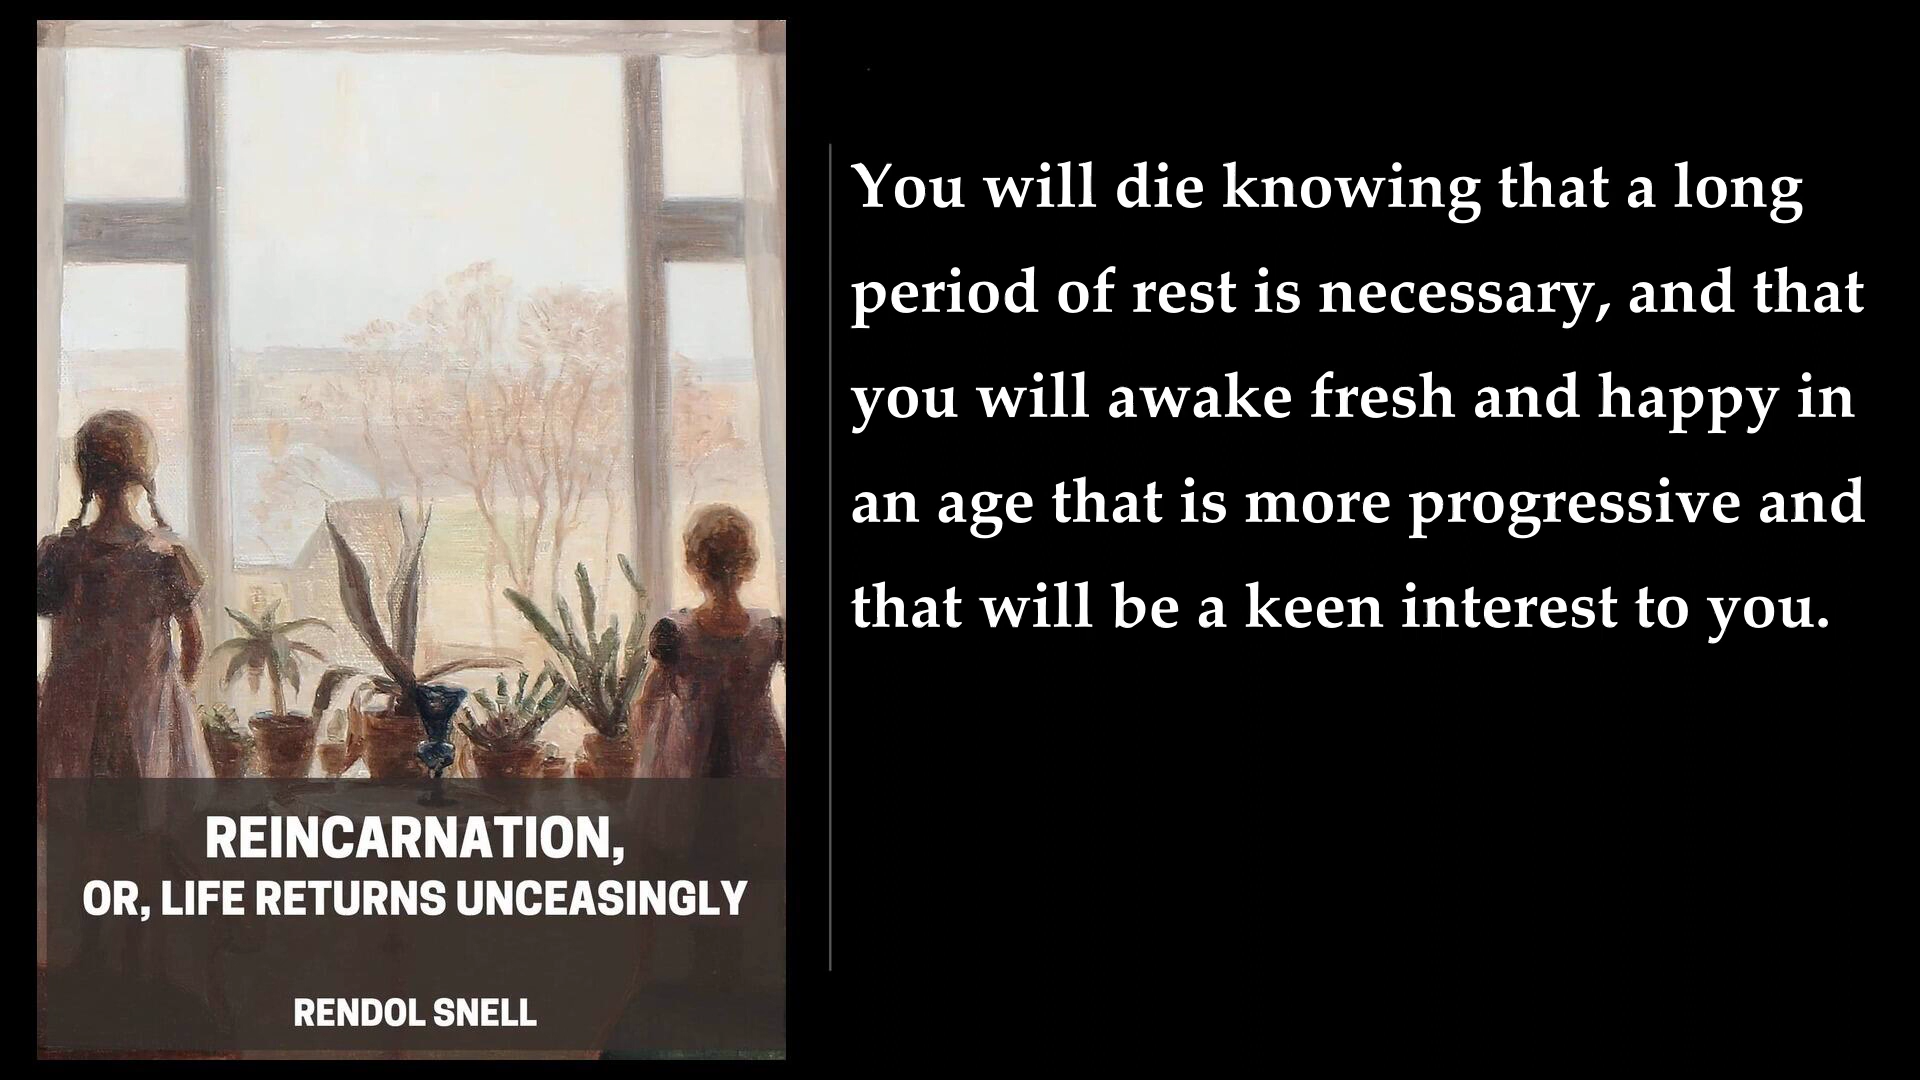 You will die knowing that a long
period of rest is necessary, and that
you will awake fresh and happy in
an age that is more progressive and
that will be a keen interest to you.
REINCARNATION,
OR, LIFE RETURNS UNCEASINGLY
RENDOL SNELL